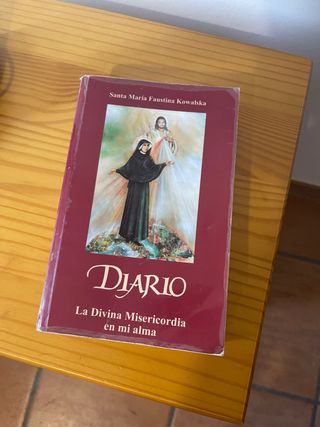 Santa María Faustina Kowalska
DIARIO
La Divina Misericordia
en mi alma